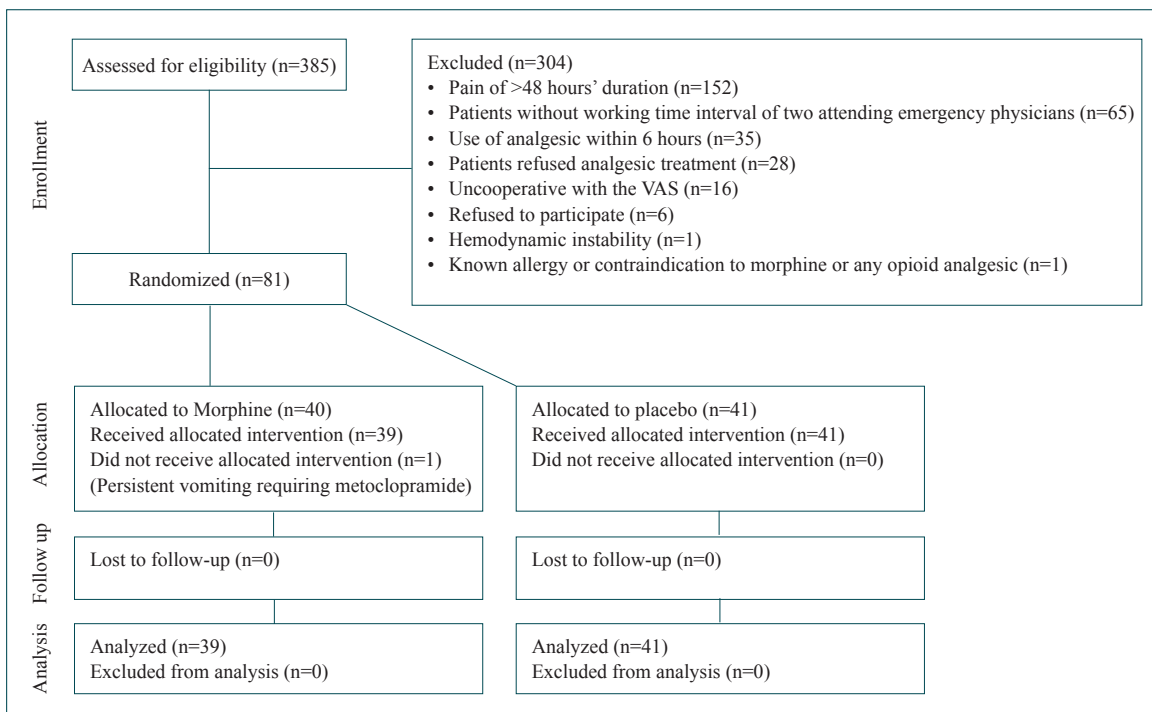 Enrollment
Assessed for eligibility (n=385)
Excluded (n=304)
• Pain of >48 hours’ duration (n=152)
• Patients without working time interval of two attending emergency physicians (n=65)
• Use of analgesic within 6 hours (n=35)
• Patients refused analgesic treatment (n=28)
• Uncooperative with the VAS (n=16)
• Refused to participate (n=6)
• Hemodynamic instability (n=1)
• Known allergy or contraindication to morphine or any opioid analgesic (n=1)
Randomized (n=81)
Allocation
Allocated to Morphine (n=40)
Received allocated intervention (n=39)
Did not receive allocated intervention (n=1)
(Persistent vomiting requiring metoclopramide)
Allocated to placebo (n=41)
Received allocated intervention (n=41)
Did not receive allocated intervention (n=0)
Follow up
Lost to follow-up (n=0)
Lost to follow-up (n=0)
Analysis
Analyzed (n=39)
Excluded from analysis (n=0)
Analyzed (n=41)
Excluded from analysis (n=0)